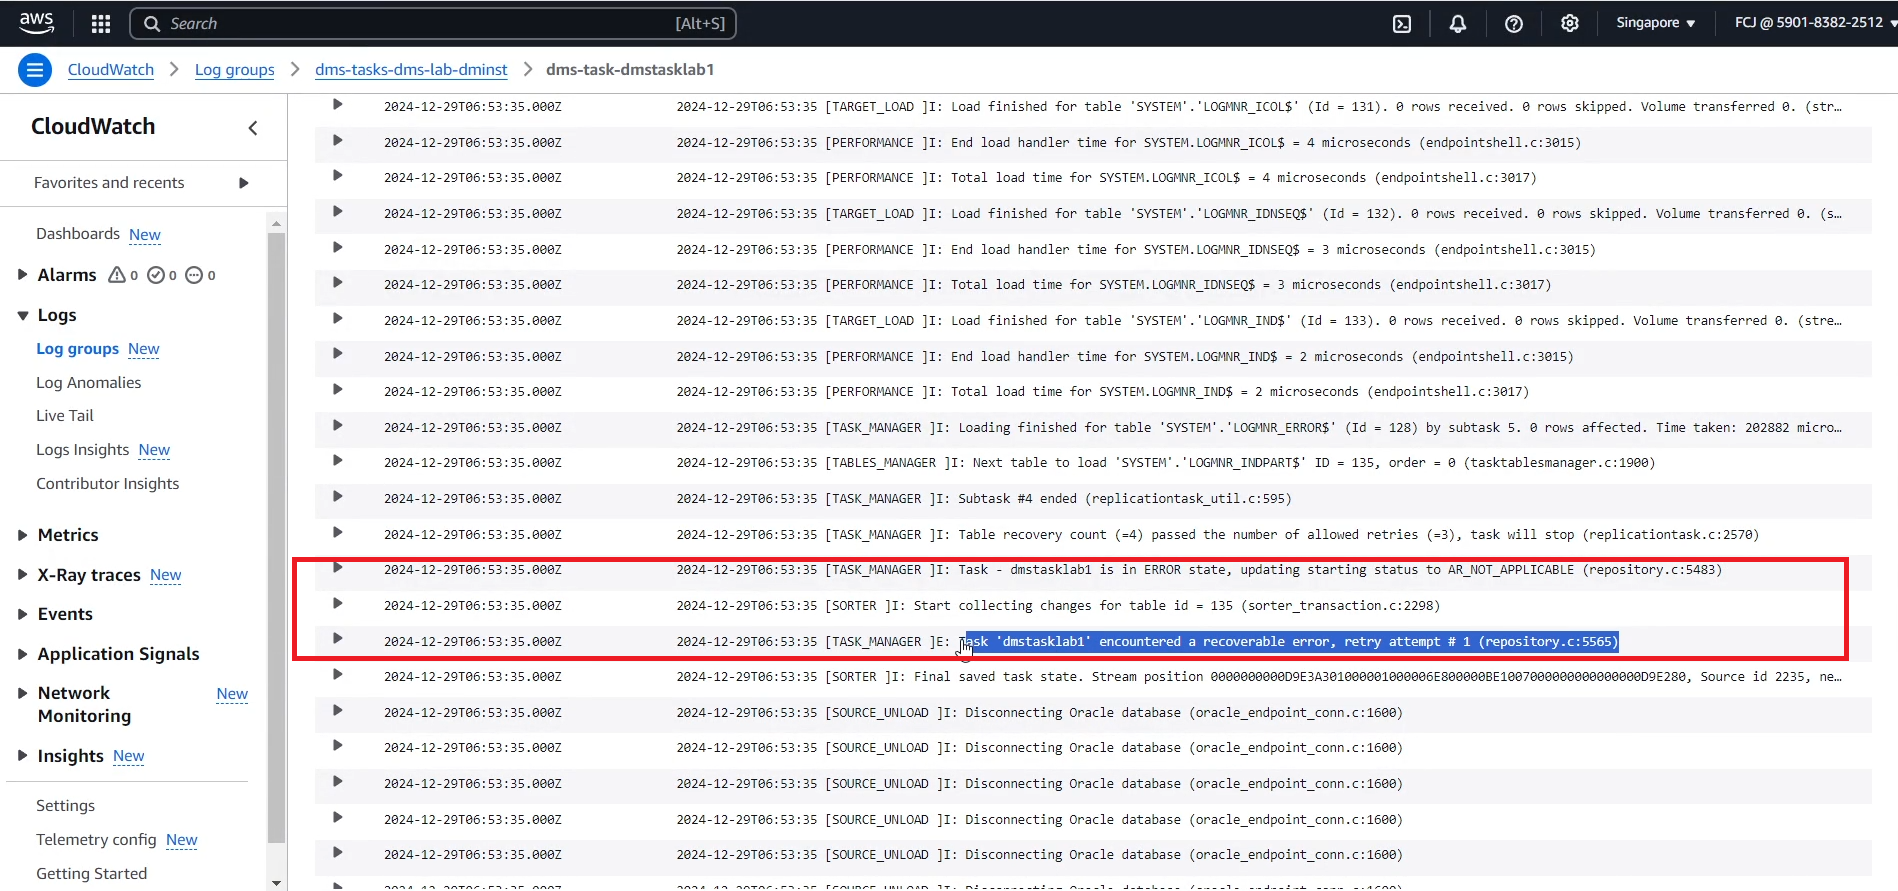 aws
Search [Alt+S]
Singapore FCJ @ 5901-8382-2512
CloudWatch Log groups dms-tasks-dms-lab-dminst dms-task-dmstasklab1
CloudWatch
Favorites and recents
Dashboards New
Alarms 0 0 0
Logs
Log groups New
Log Anomalies
Live Tail
Logs Insights New
Contributor Insights
Metrics
X-Ray traces New
Events
Application Signals
Network Monitoring New
Insights New
Settings
Telemetry config New
Getting Started
2024-12-29T06:53:35.000Z 2024-12-29T06:53:35 [TARGET_LOAD ]I: Load finished for table 'SYSTEM'.'LOGMNR_ICOL$' (Id = 131). 0 rows received. 0 rows skipped. Volume transferred 0. (str…
2024-12-29T06:53:35.000Z 2024-12-29T06:53:35 [PERFORMANCE ]I: End load handler time for SYSTEM.LOGMNR_ICOL$ = 4 microseconds (endpointshell.c:3015)
2024-12-29T06:53:35.000Z 2024-12-29T06:53:35 [PERFORMANCE ]I: Total load time for SYSTEM.LOGMNR_ICOL$ = 4 microseconds (endpointshell.c:3017)
2024-12-29T06:53:35.000Z 2024-12-29T06:53:35 [TARGET_LOAD ]I: Load finished for table 'SYSTEM'.'LOGMNR_IDNSEQ$' (Id = 132). 0 rows received. 0 rows skipped. Volume transferred 0. (s…
2024-12-29T06:53:35.000Z 2024-12-29T06:53:35 [PERFORMANCE ]I: End load handler time for SYSTEM.LOGMNR_IDNSEQ$ = 3 microseconds (endpointshell.c:3015)
2024-12-29T06:53:35.000Z 2024-12-29T06:53:35 [PERFORMANCE ]I: Total load time for SYSTEM.LOGMNR_IDNSEQ$ = 3 microseconds (endpointshell.c:3017)
2024-12-29T06:53:35.000Z 2024-12-29T06:53:35 [TARGET_LOAD ]I: Load finished for table 'SYSTEM'.'LOGMNR_IND$' (Id = 133). 0 rows received. 0 rows skipped. Volume transferred 0. (stre…
2024-12-29T06:53:35.000Z 2024-12-29T06:53:35 [PERFORMANCE ]I: End load handler time for SYSTEM.LOGMNR_IND$ = 2 microseconds (endpointshell.c:3015)
2024-12-29T06:53:35.000Z 2024-12-29T06:53:35 [PERFORMANCE ]I: Total load time for SYSTEM.LOGMNR_IND$ = 2 microseconds (endpointshell.c:3017)
2024-12-29T06:53:35.000Z 2024-12-29T06:53:35 [TASK_MANAGER ]I: Loading finished for table 'SYSTEM'.'LOGMNR_ERROR$' (Id = 128) by subtask 5. 0 rows affected. Time taken: 202882 micro…
2024-12-29T06:53:35.000Z 2024-12-29T06:53:35 [TABLES_MANAGER ]I: Next table to load 'SYSTEM'.'LOGMNR_INDPART$' ID = 135, order = 0 (tasktablesmanager.c:1900)
2024-12-29T06:53:35.000Z 2024-12-29T06:53:35 [TASK_MANAGER ]I: Subtask #4 ended (replicationtask_util.c:595)
2024-12-29T06:53:35.000Z 2024-12-29T06:53:35 [TASK_MANAGER ]I: Table recovery count (=4) passed the number of allowed retries (=3), task will stop (replicationtask.c:2570)
2024-12-29T06:53:35.000Z 2024-12-29T06:53:35 [TASK_MANAGER ]I: Task - dmstasklab1 is in ERROR state, updating starting status to AR_NOT_APPLICABLE (repository.c:5483)
2024-12-29T06:53:35.000Z 2024-12-29T06:53:35 [SORTER ]I: Start collecting changes for table id = 135 (sorter_transaction.c:2298)
2024-12-29T06:53:35.000Z 2024-12-29T06:53:35 [TASK_MANAGER ]E: Task 'dmstasklab1' encountered a recoverable error, retry attempt # 1 (repository.c:5565)
2024-12-29T06:53:35.000Z 2024-12-29T06:53:35 [SORTER ]I: Final saved task state. Stream position 0000000000D9E3A301000001000006E800000BE1007000000000000000D9E280, Source id 2235, ne…
2024-12-29T06:53:35.000Z 2024-12-29T06:53:35 [SOURCE_UNLOAD ]I: Disconnecting Oracle database (oracle_endpoint_conn.c:1600)
2024-12-29T06:53:35.000Z 2024-12-29T06:53:35 [SOURCE_UNLOAD ]I: Disconnecting Oracle database (oracle_endpoint_conn.c:1600)
2024-12-29T06:53:35.000Z 2024-12-29T06:53:35 [SOURCE_UNLOAD ]I: Disconnecting Oracle database (oracle_endpoint_conn.c:1600)
2024-12-29T06:53:35.000Z 2024-12-29T06:53:35 [SOURCE_UNLOAD ]I: Disconnecting Oracle database (oracle_endpoint_conn.c:1600)
2024-12-29T06:53:35.000Z 2024-12-29T06:53:35 [SOURCE_UNLOAD ]I: Disconnecting Oracle database (oracle_endpoint_conn.c:1600)